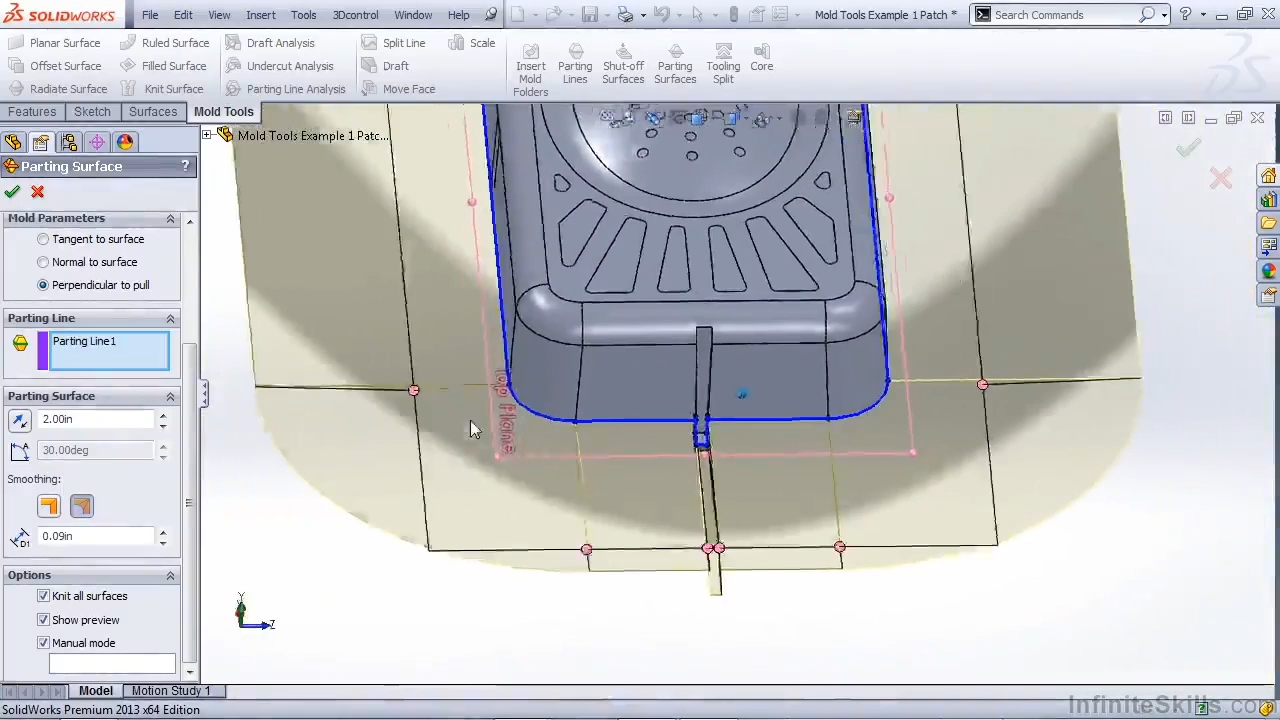 SOLIDWORKS File Edit View Insert Tools 3Dcontrol Window Help Mold Tools Example 1 Patch * Search Commands
Planar Surface Ruled Surface Draft Analysis Split Line Scale
Offset Surface Filled Surface Undercut Analysis Draft
Radiate Surface Knit Surface Parting Line Analysis Move Face
Insert Mold Folders
Parting Lines
Shut-off Surfaces
Parting Surfaces
Tooling Split
Core
Features Sketch Surfaces Mold Tools
Mold Tools Example 1 Patc...
Parting Surface ?
Mold Parameters
Tangent to surface
Normal to surface
Perpendicular to pull
Parting Line
Parting Line1
Parting Surface
2.00in
30.00deg
Smoothing:
0.09in
Options
Knit all surfaces
Show preview
Manual mode
Top Plane
Y
Z
Model Motion Study 1
SolidWorks Premium 2013 x64 Edition
InfiniteSkills.com